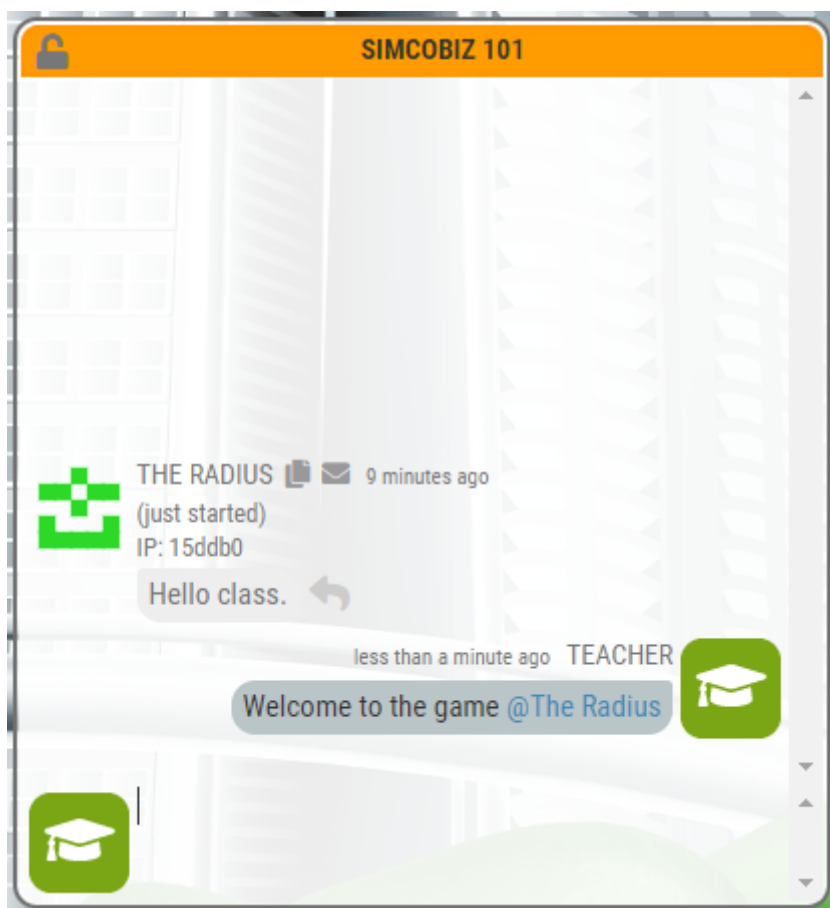 SIMCOBIZ 101
THE RADIUS 9 minutes ago
(just started)
IP: 15ddb0
Hello class.
less than a minute ago TEACHER
Welcome to the game @The Radius